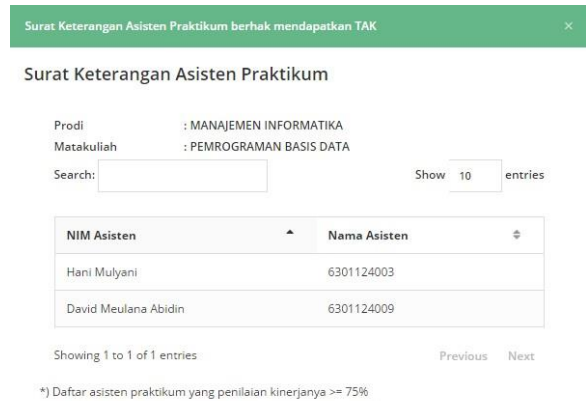 Surat Keterangan Asisten Praktikum berhak mendapatkan TAK ×
Surat Keterangan Asisten Praktikum
Prodi : MANAJEMEN INFORMATIKA
Matakuliah : PEMROGRAMAN BASIS DATA
Search: Show 10 entries
NIM Asisten Nama Asisten
Hani Mulyani 6301124003
David Meulana Abidin 6301124009
Showing 1 to 1 of 1 entries Previous Next
*) Daftar asisten praktikum yang penilaian kinerjanya >= 75%